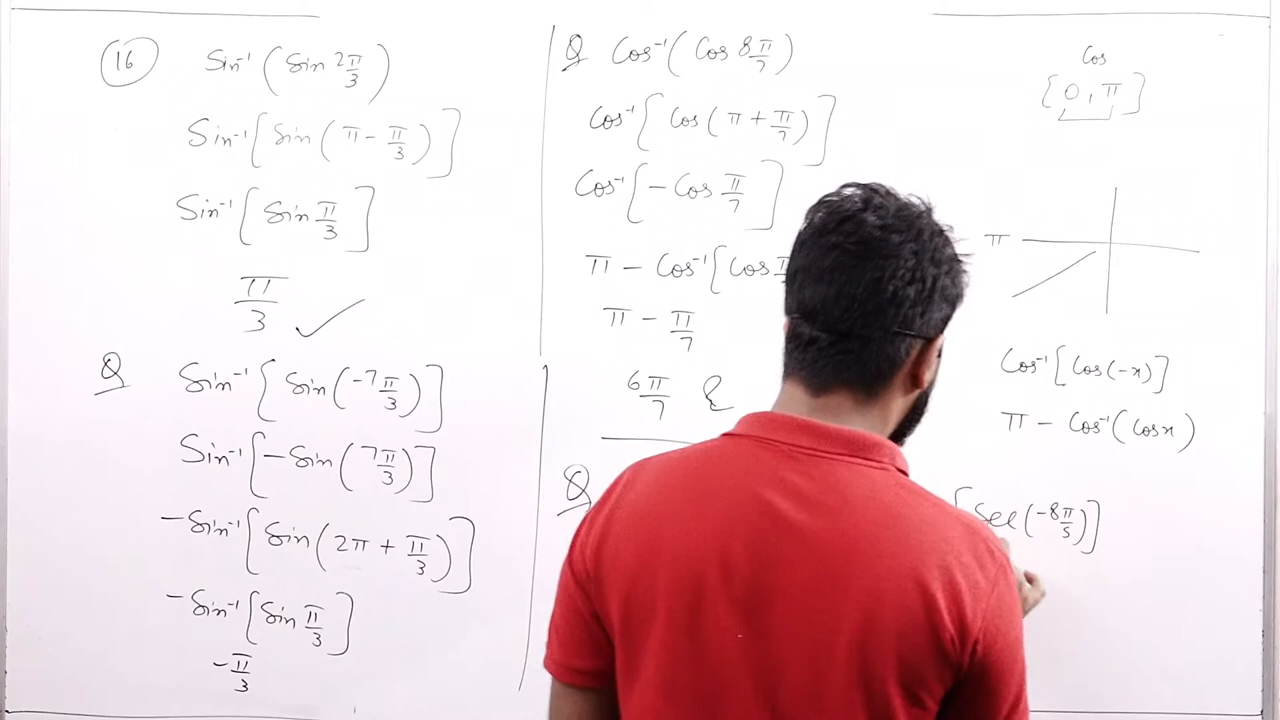 16 Sin⁻¹(Sin 2π/3)
Sin⁻¹[Sin(π - π/3)]
Sin⁻¹[Sin π/3]
π/3 ✓
Q Sin⁻¹[Sin(-7π/3)]
Sin⁻¹[-Sin(7π/3)]
-Sin⁻¹[Sin(2π + π/3)]
-Sin⁻¹[Sin π/3]
-π/3
Q Cos⁻¹(Cos 8π/7)
Cos⁻¹[Cos(π + π/7)]
Cos⁻¹[-Cos π/7]
π - Cos⁻¹[Cos π
π - π/7
6π/7
Q
[Sec(-8π/5)]
Cos
[0, π]
π
Cos⁻¹[Cos(-x)]
π - Cos⁻¹(Cosx)